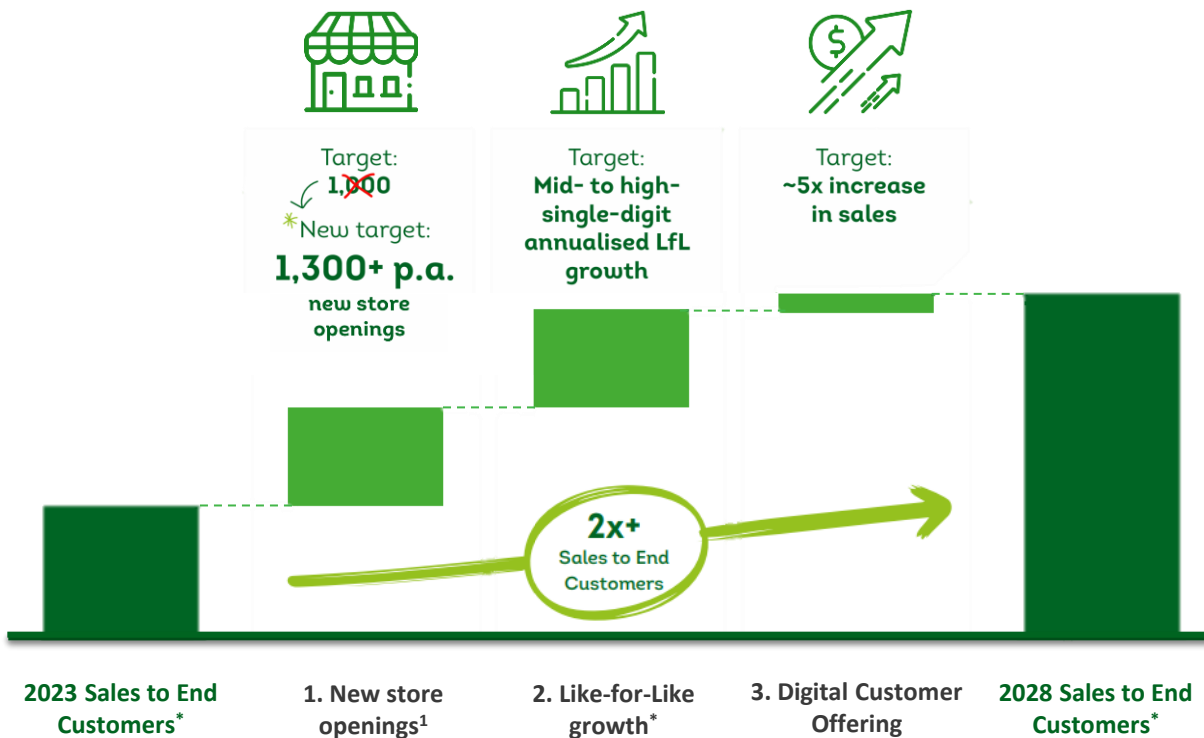 $
Target:
1,000
*New target:
1,300+ p.a.
new store
openings
Target:
Mid- to high-
single-digit
annualised LfL
growth
Target:
~5x increase
in sales
2x+
Sales to End
Customers
2023 Sales to End
Customers*
1. New store
openings¹
2. Like-for-Like
growth*
3. Digital Customer
Offering
2028 Sales to End
Customers*